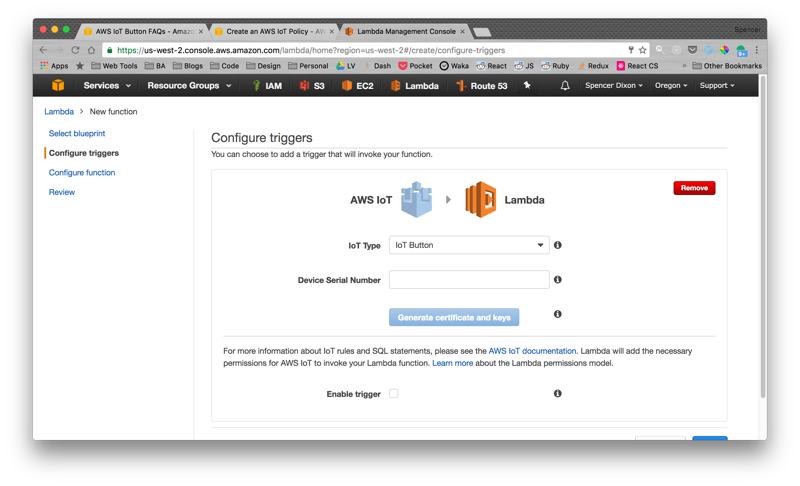 Spencer
AWS IoT Button FAQs - Amazo
Create an AWS IoT Policy - AW
Lambda Management Console
https://us-west-2.console.aws.amazon.com/lambda/home?region=us-west-2#/create/configure-triggers
Apps Web Tools BA Blogs Code Design Personal LV Dash Pocket Waka React JS Ruby Redux React CS » Other Bookmarks
Services Resource Groups IAM S3 EC2 Lambda Route 53 Spencer Dixon Oregon Support
Lambda > New function
Select blueprint
Configure triggers
Configure function
Review
Configure triggers
You can choose to add a trigger that will invoke your function.
Remove
AWS IoT Lambda
IoT Type IoT Button
Device Serial Number
Generate certificate and keys
For more information about IoT rules and SQL statements, please see the AWS IoT documentation. Lambda will add the necessary
permissions for AWS IoT to invoke your Lambda function. Learn more about the Lambda permissions model.
Enable trigger